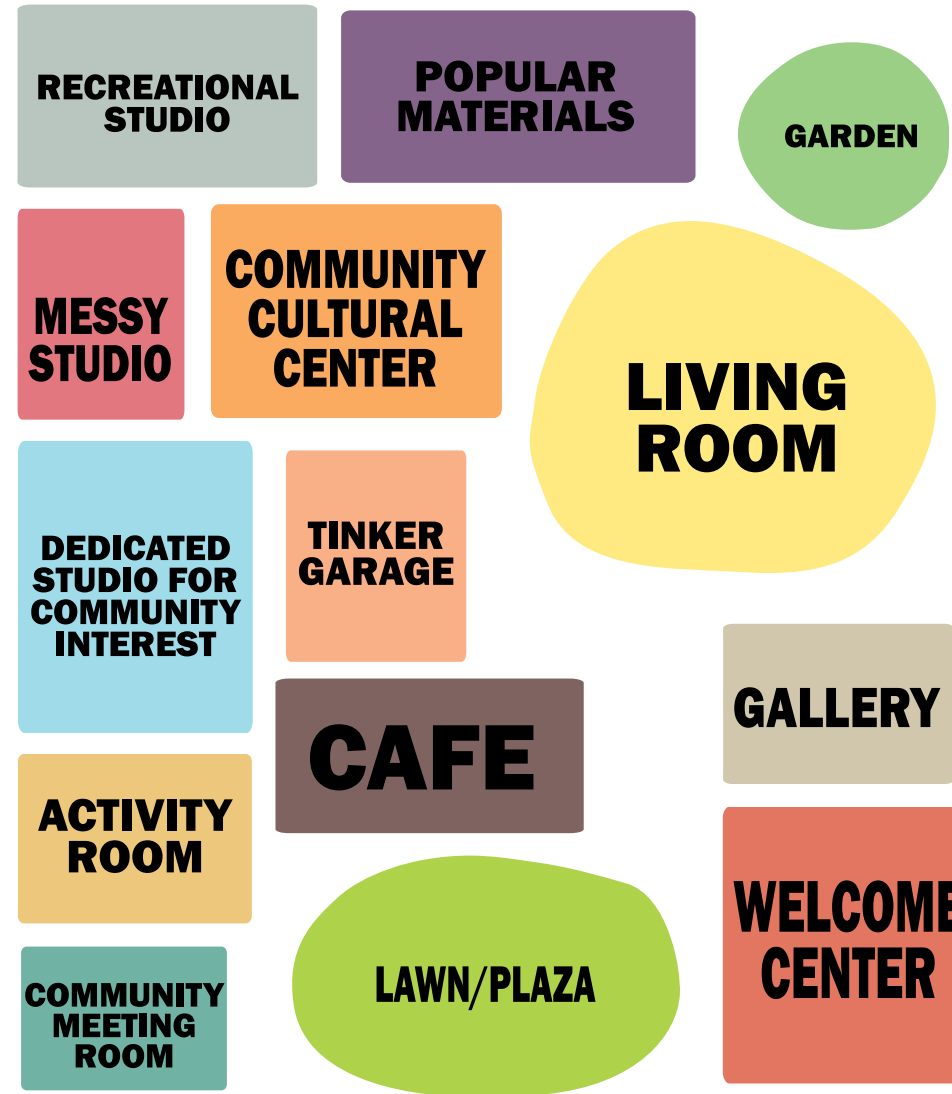 RECREATIONAL
STUDIO
POPULAR
MATERIALS
GARDEN
MESSY
STUDIO
COMMUNITY
CULTURAL
CENTER
LIVING
ROOM
DEDICATED
STUDIO FOR
COMMUNITY
INTEREST
TINKER
GARAGE
GALLERY
CAFE
ACTIVITY
ROOM
WELCOME
CENTER
LAWN/PLAZA
COMMUNITY
MEETING
ROOM